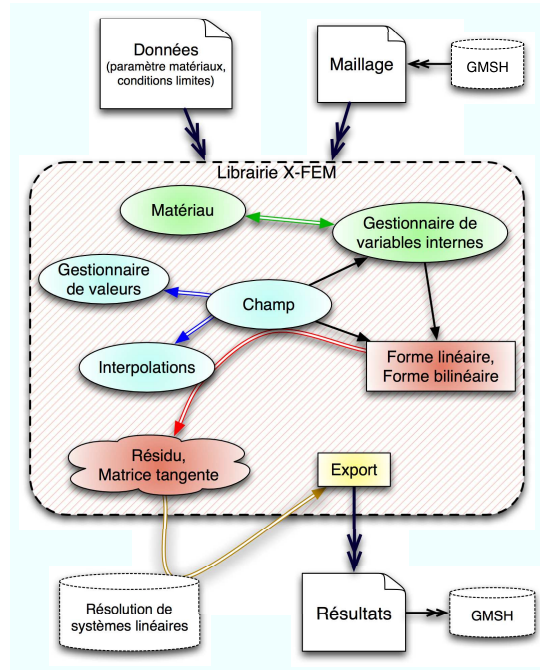 Données
(paramètre matériaux,
conditions limites)
Maillage
GMSH
Librairie X-FEM
Matériau
Gestionnaire de
variables internes
Gestionnaire
de valeurs
Champ
Interpolations
Forme linéaire,
Forme bilinéaire
Résidu,
Matrice tangente
Export
Résolution de
systèmes linéaires
Résultats
GMSH